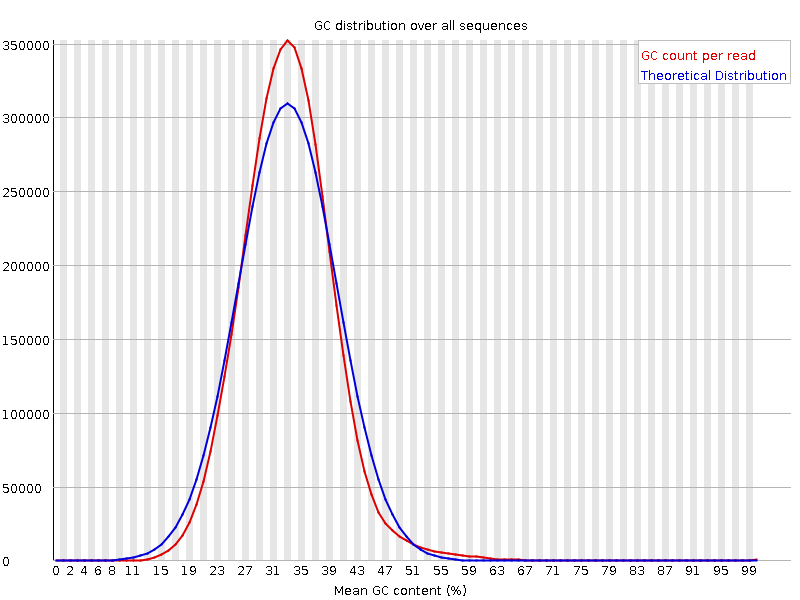 GC distribution over all sequences
GC count per read
Theoretical Distribution
350000
300000
250000
200000
150000
100000
50000
0
0 2 4 6 8 11 15 19 23 27 31 35 39 43 47 51 55 59 63 67 71 75 79 83 87 91 95 99
Mean GC content (%)